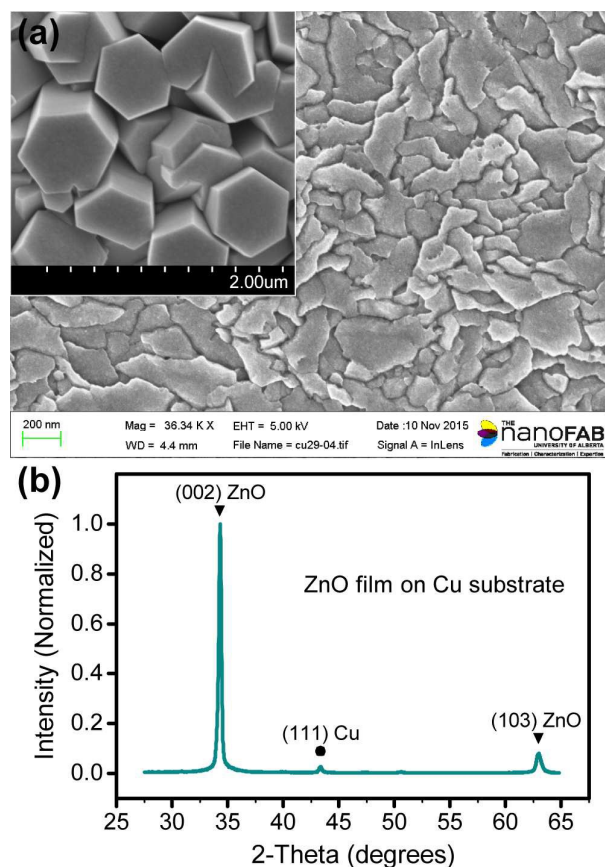 (a)
2.00um
200 nm
Mag = 36.34 K X
EHT = 5.00 kV
Date :10 Nov 2015
WD = 4.4 mm
File Name = cu29-04.tif
Signal A = InLens
THE
nanoFAB
UNIVERSITY OF ALBERTA
Fabrication | Characterization | Expertise
(b)
(002) ZnO
1.0
ZnO film on Cu substrate
0.8
0.6
0.4
(111) Cu
(103) ZnO
0.2
0.0
Intensity (Normalized)
25 30 35 40 45 50 55 60 65
2-Theta (degrees)